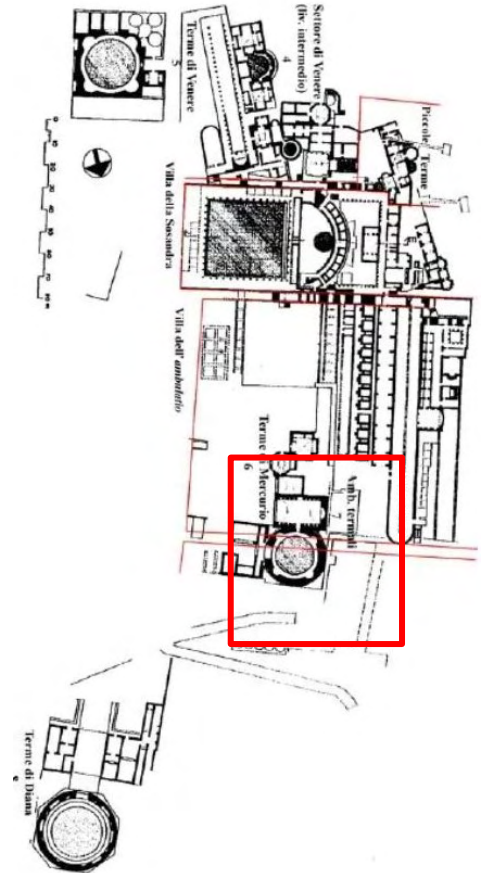 Settore di Venere
(liv. intermedio)
4
Terme di Venere
5
Piccole Terme
Villa della Sosandra
Villa dell'ambulatio
Terme di Mercurio
6
Amb. termali
7
Terme di Diana